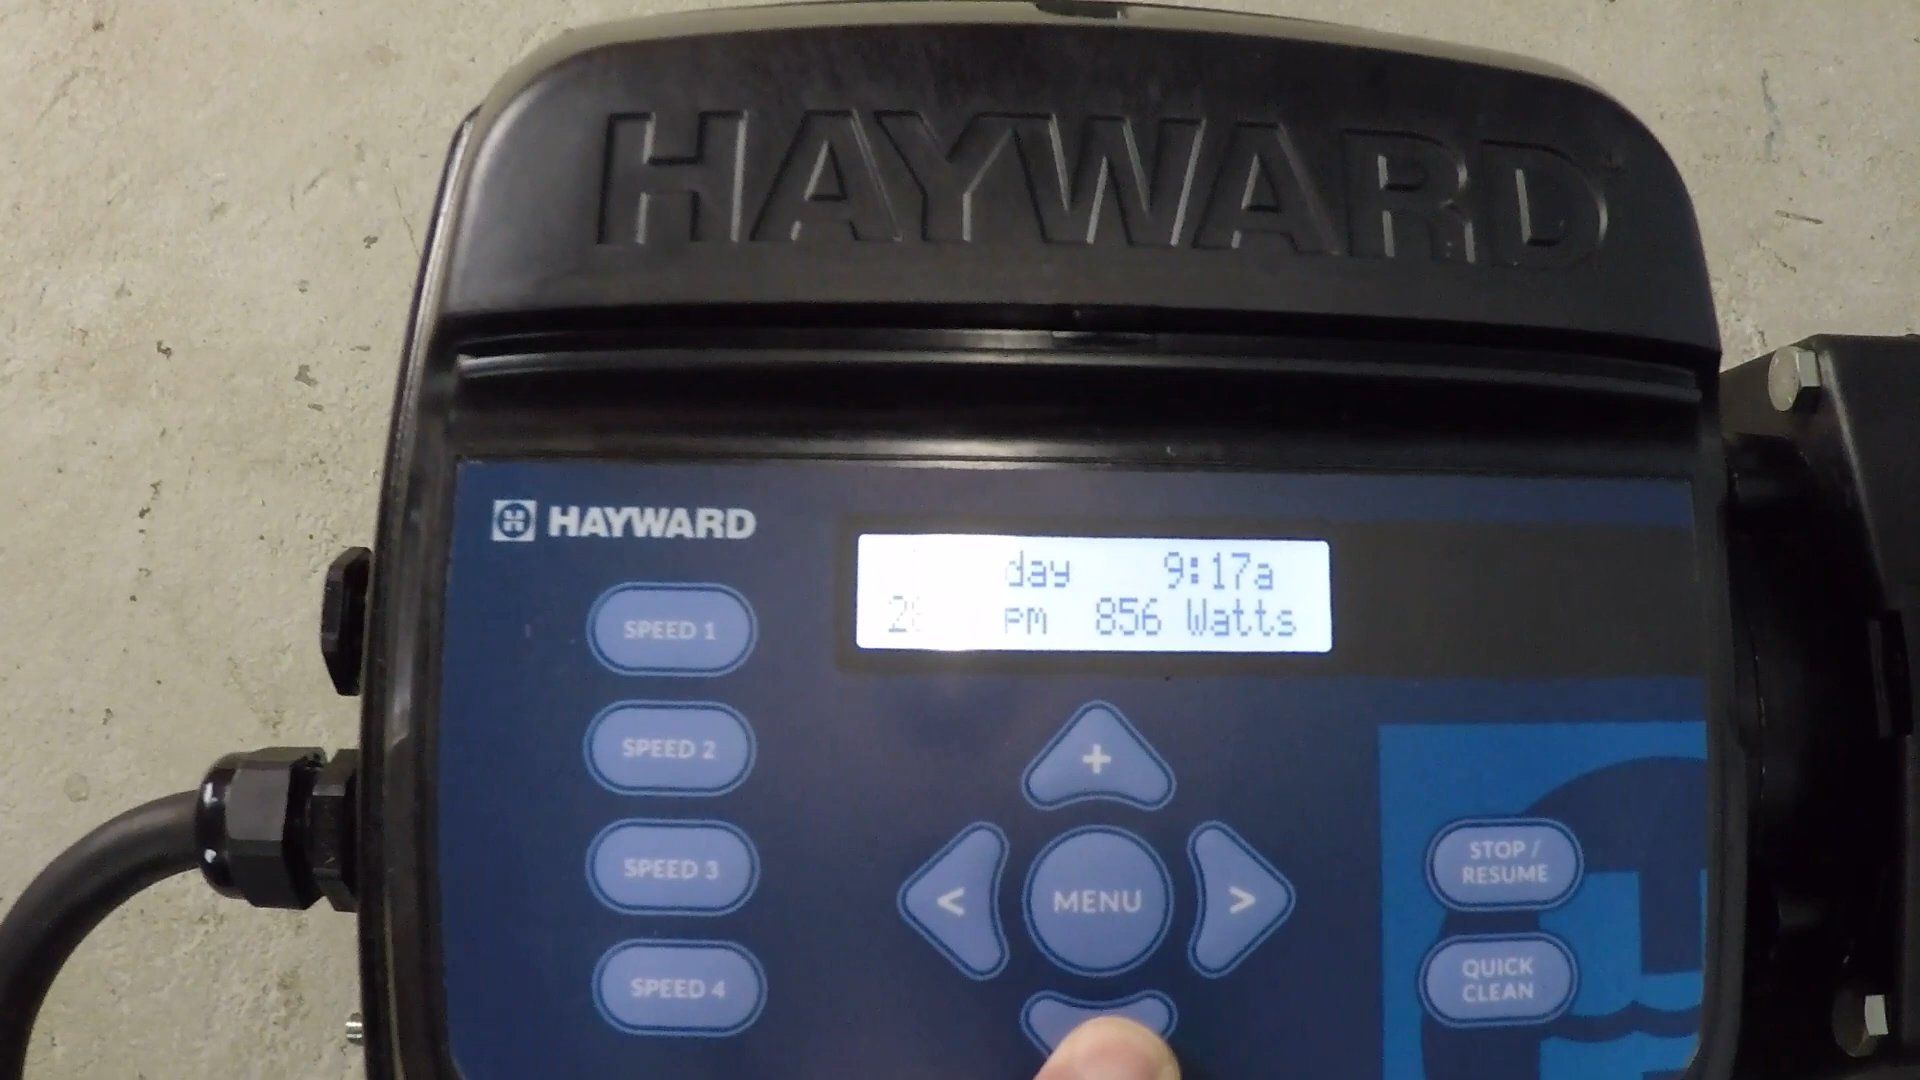 HAYWARD
HAYWARD
day 9:17a
pm 856 Watts
SPEED 1
SPEED 2
SPEED 3
SPEED 4
+
<
MENU
>
STOP /
RESUME
QUICK
CLEAN